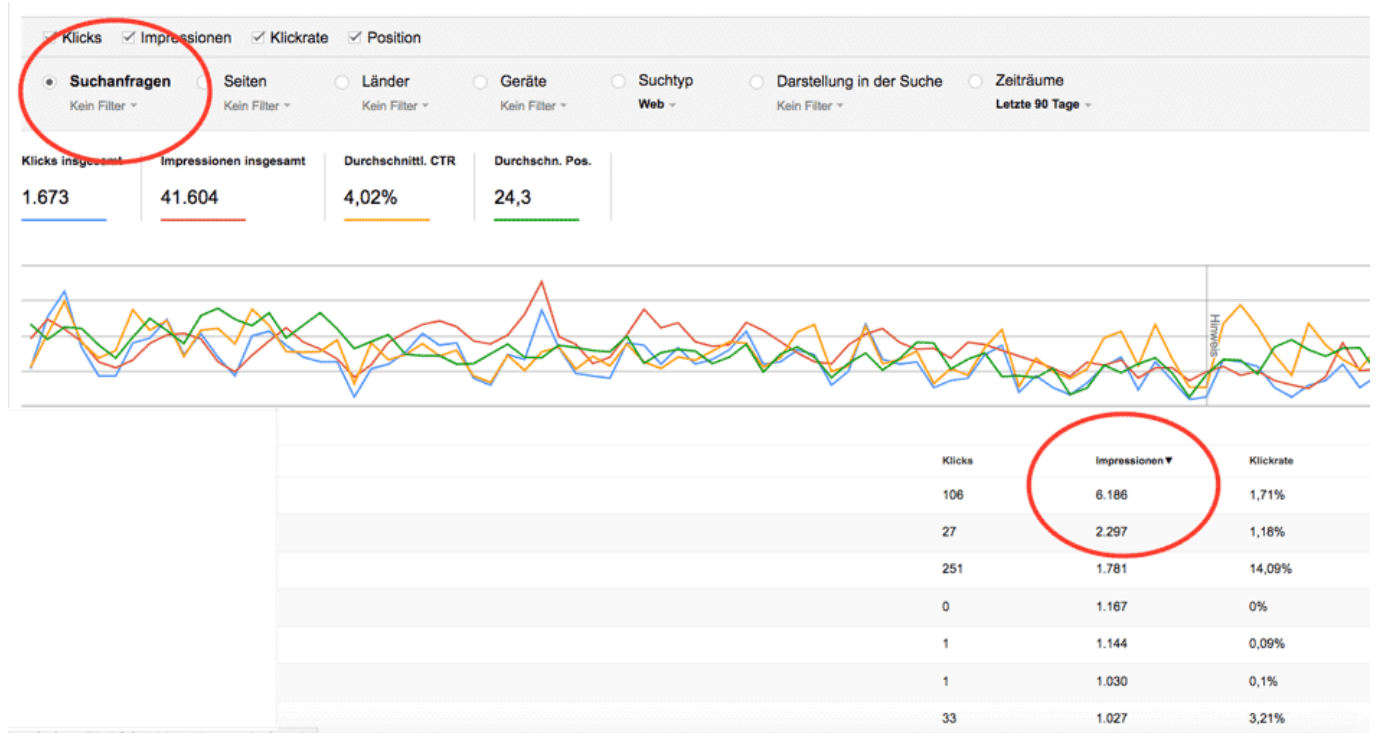 Klicks Impressionen Klickrate Position
Suchanfragen Seiten Länder Geräte Suchtyp Darstellung in der Suche Zeiträume
Kein Filter Kein Filter Kein Filter Kein Filter Web Kein Filter Letzte 90 Tage
Klicks insgesamt Impressionen insgesamt Durchschnittl. CTR Durchschn. Pos.
1.673 41.604 4,02% 24,3
Hinweis
Klicks Impressionen▼ Klickrate
106 6.186 1,71%
27 2.297 1,18%
251 1.781 14,09%
0 1.167 0%
1 1.144 0,09%
1 1.030 0,1%
33 1.027 3,21%